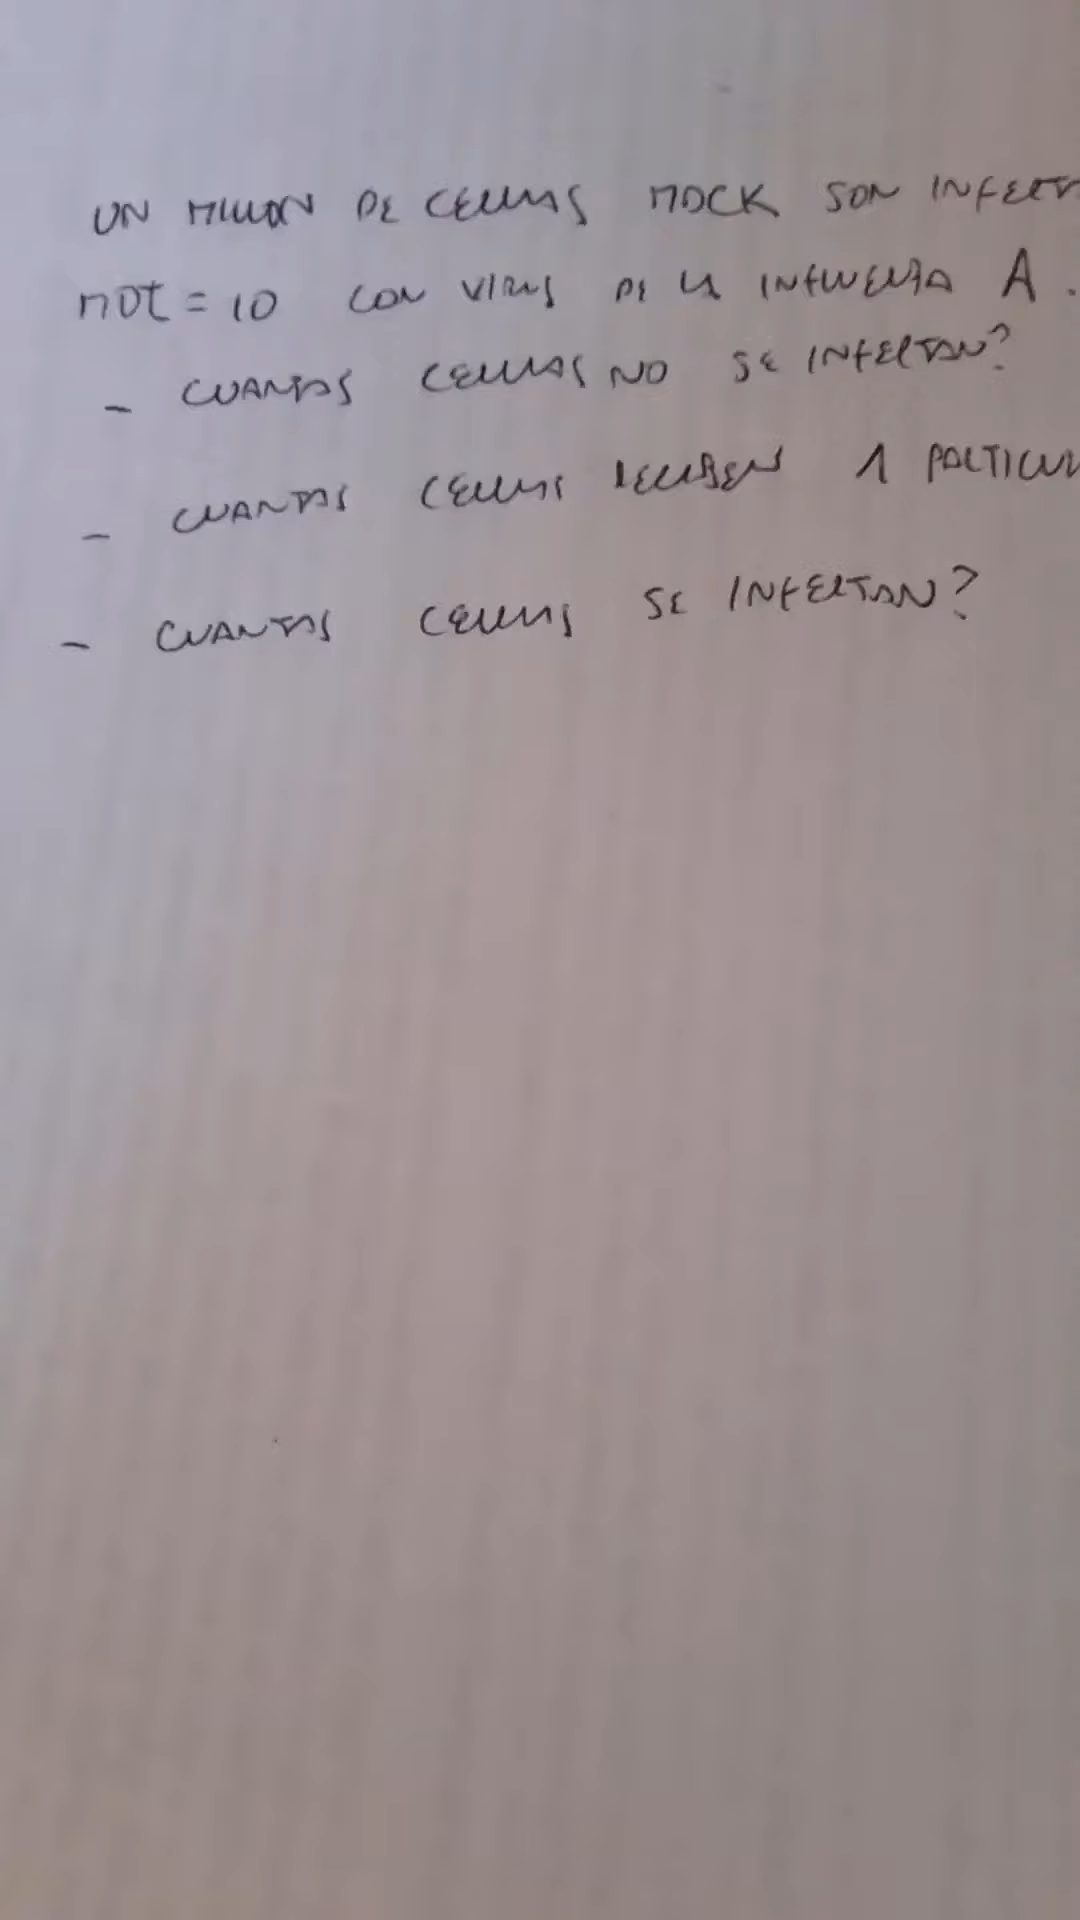 UN MILLON DE CELULAS MDCK SON INFECT
MOI = 10 CON VIRUS DE LA INFLUENZA A.
- CUANTAS CELULAS NO SE INFECTAN?
- CUANTAS CELULAS RECIBEN 1 PARTICUL
- CUANTAS CELULAS SE INFECTAN?